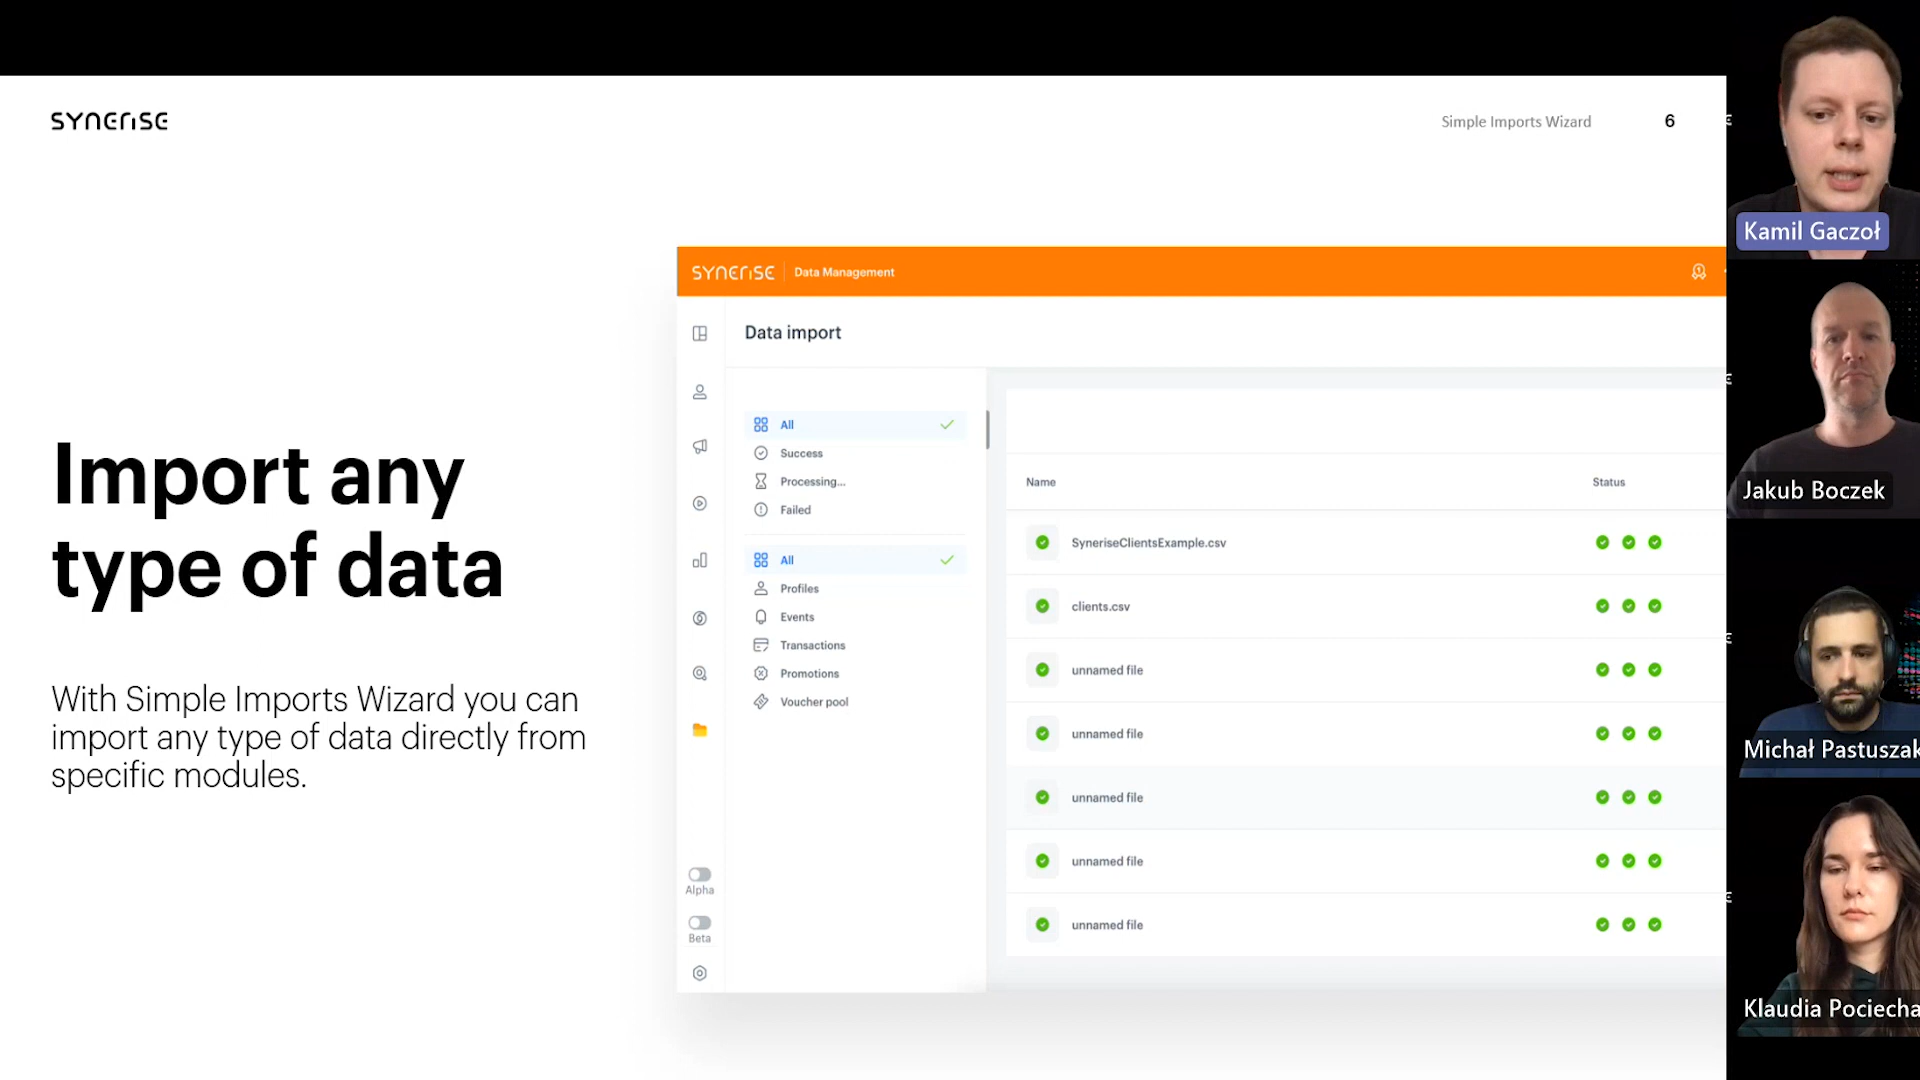 SYNERISE
Simple Imports Wizard
6
Import any
type of data
With Simple Imports Wizard you can
import any type of data directly from
specific modules.
SYNERISE
Data Management
Data import
All
Success
Processing...
Failed
All
Profiles
Events
Transactions
Promotions
Voucher pool
Alpha
Beta
Name
Status
SyneriseClientsExample.csv
clients.csv
unnamed file
unnamed file
unnamed file
unnamed file
unnamed file
Kamil Gaczoł
Jakub Boczek
Michał Pastuszak
Klaudia Pociecha